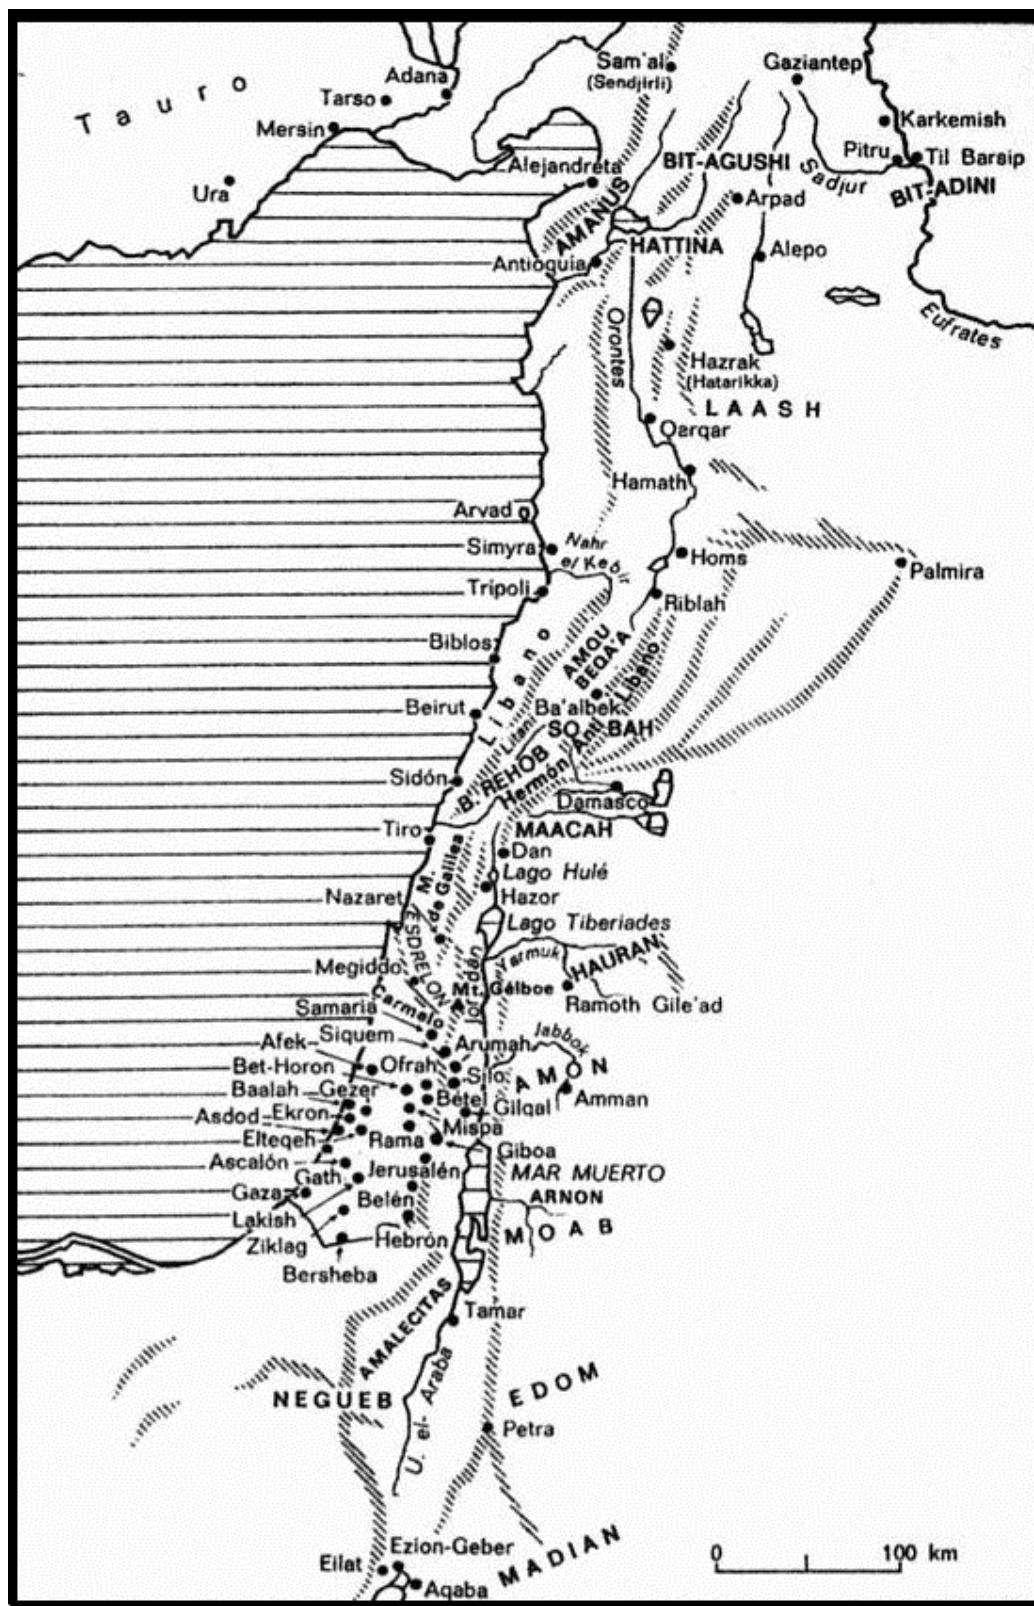 Tauro
Adana
Tarso
Mersin
Ura
Sam'al
(Sendjirli)
Gaziantep
Karkemish
Pitru
Til Barsip
Sadjur
BIT-ADINI
BIT-AGUSHI
Alejandreta
AMANUS
Arpad
HATTINA
Antioquía
Alepo
Eufrates
Orontes
Hazrak
(Hatarikka)
LAASH
Qarqar
Hamath
Arvad
Simyra
Nahr
el Kebir
Homs
Palmira
Trípoli
Riblah
Biblos
Líbano
AMQU
BEQA'A
Anti Líbano
Ba'albek
Beirut
Litani
SOBAH
Sidón
B. REHOB
Hermón
Damasco
Tiro
MAACAH
Dan
M.
de Galilea
Lago Hulé
Hazor
Nazaret
Lago Tiberiades
ESDRELON
Jordán
Yarmuk
HAURAN
Megiddo
Mt. Gélboe
Ramoth Gile'ad
Carmelo
Samaria
Siquem
Arumah
Jabbok
Afek
Ofrah
Silo
AMON
Bet-Horon
Baalah
Gezer
Bétel
Gilqal
Amman
Asdod
Ekron
Mispa
Elteqeh
Rama
Giboa
Ascalón
Jerusalén
MAR MUERTO
Gath
Gaza
Belén
ARNON
Lakish
MOAB
Ziklag
Hebrón
Bersheba
AMALECITAS
Tamar
NEGUEB
U. el-Araba
EDOM
Petra
Ezion-Geber
Eilat
Aqaba
MADIAN
0 100 km